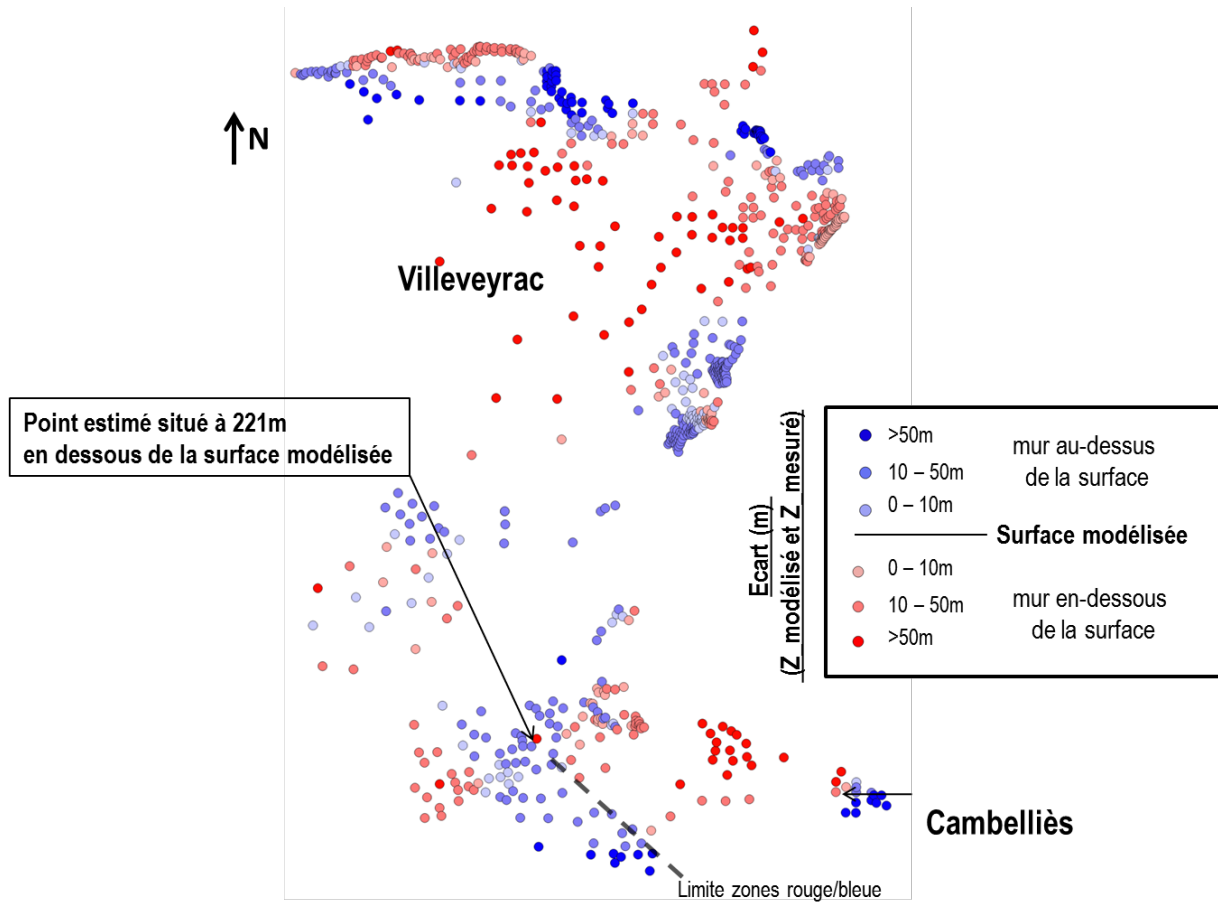 N
Villeveyrac
Point estimé situé à 221m
en dessous de la surface modélisée
Ecart (m)
(Z_modélisé et Z_mesuré)
>50m
10 – 50m
0 – 10m
mur au-dessus
de la surface
Surface modélisée
0 – 10m
10 – 50m
>50m
mur en-dessous
de la surface
Cambelliès
Limite zones rouge/bleue